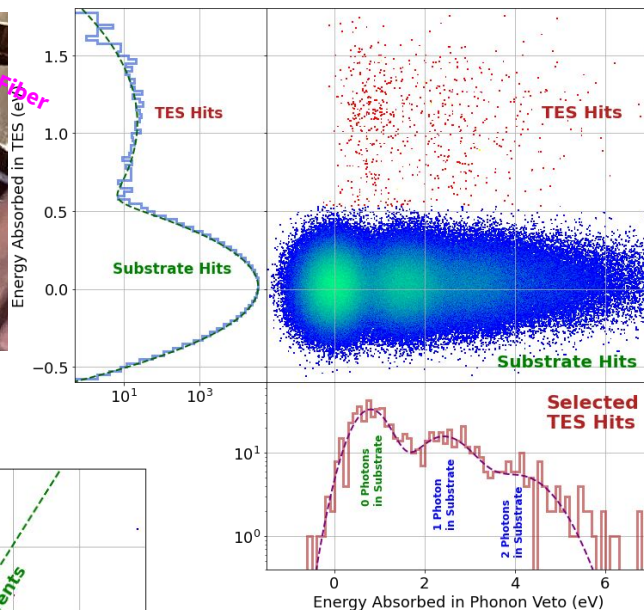 Fiber
Energy Absorbed in TES (e
1.5
1.0
0.5
0.0
−0.5
TES Hits
Substrate Hits
10¹
10³
TES Hits
Substrate Hits
Selected
TES Hits
10¹
10⁰
0 Photons
in Substrate
1 Photon
in Substrate
2 Photons
in Substrate
0
2
4
6
Energy Absorbed in Phonon Veto (eV)
ents